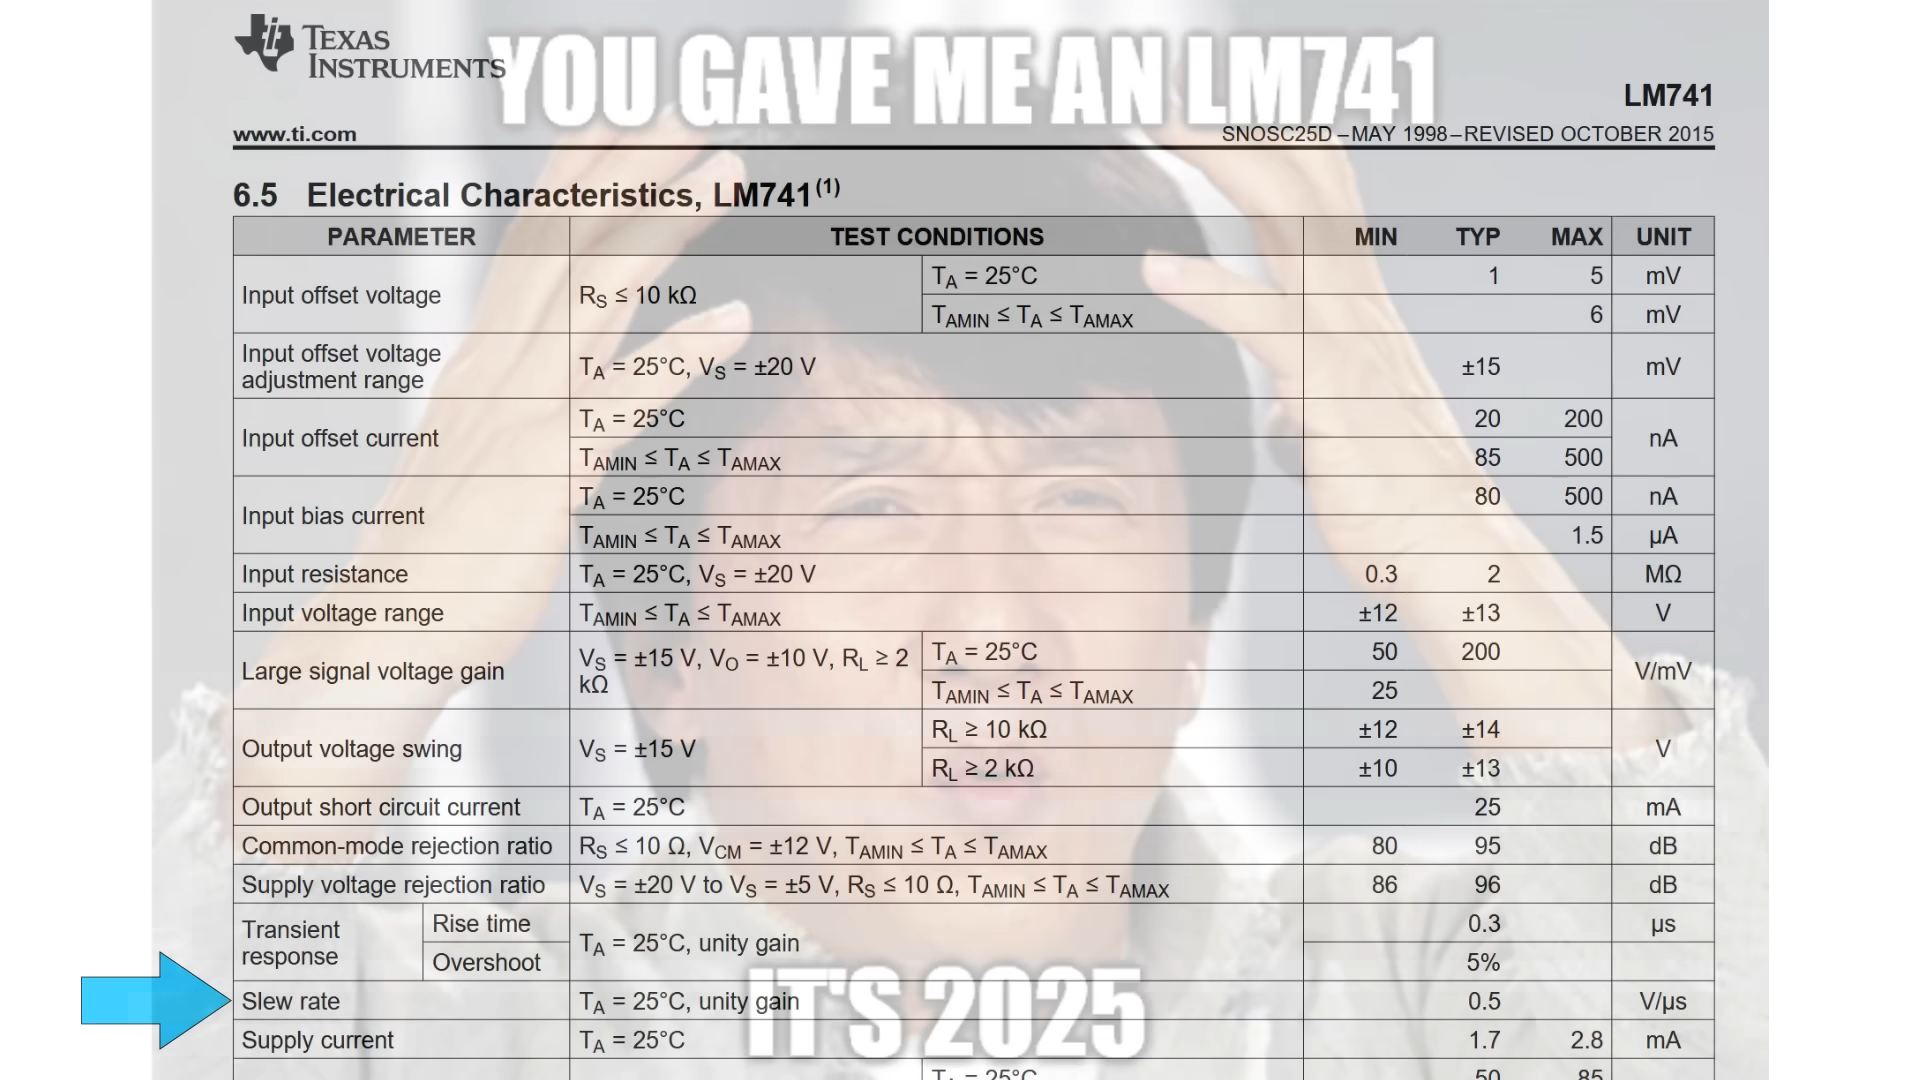 TEXAS
INSTRUMENTS
YOU GAVE ME AN LM741
LM741
www.ti.com
SNOSC25D – MAY 1998 – REVISED OCTOBER 2015
6.5 Electrical Characteristics, LM741(1)
PARAMETER TEST CONDITIONS MIN TYP MAX UNIT
Input offset voltage RS ≤ 10 kΩ TA = 25°C 1 5 mV
TAMIN ≤ TA ≤ TAMAX 6 mV
Input offset voltage
adjustment range TA = 25°C, VS = ±20 V ±15 mV
Input offset current TA = 25°C 20 200 nA
TAMIN ≤ TA ≤ TAMAX 85 500
Input bias current TA = 25°C 80 500 nA
TAMIN ≤ TA ≤ TAMAX 1.5 μA
Input resistance TA = 25°C, VS = ±20 V 0.3 2 MΩ
Input voltage range TAMIN ≤ TA ≤ TAMAX ±12 ±13 V
Large signal voltage gain VS = ±15 V, VO = ±10 V, RL ≥ 2
kΩ TA = 25°C 50 200 V/mV
TAMIN ≤ TA ≤ TAMAX 25
Output voltage swing VS = ±15 V RL ≥ 10 kΩ ±12 ±14 V
RL ≥ 2 kΩ ±10 ±13
Output short circuit current TA = 25°C 25 mA
Common-mode rejection ratio RS ≤ 10 Ω, VCM = ±12 V, TAMIN ≤ TA ≤ TAMAX 80 95 dB
Supply voltage rejection ratio VS = ±20 V to VS = ±5 V, RS ≤ 10 Ω, TAMIN ≤ TA ≤ TAMAX 86 96 dB
Transient
response Rise time TA = 25°C, unity gain 0.3 μs
Overshoot 5%
IT'S 2025
Slew rate TA = 25°C, unity gain 0.5 V/μs
Supply current TA = 25°C 1.7 2.8 mA
TA = 25°C 50 85